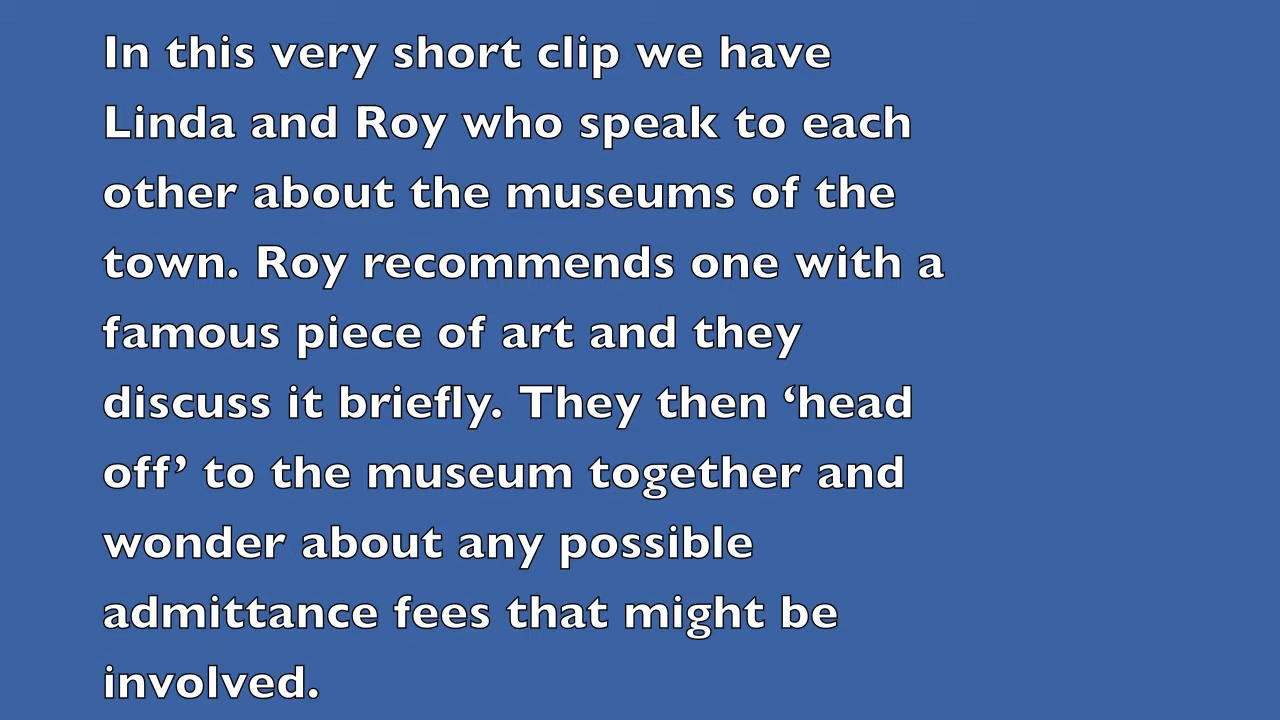 In this very short clip we have
Linda and Roy who speak to each
other about the museums of the
town. Roy recommends one with a
famous piece of art and they
discuss it briefly. They then ‘head
off’ to the museum together and
wonder about any possible
admittance fees that might be
involved.